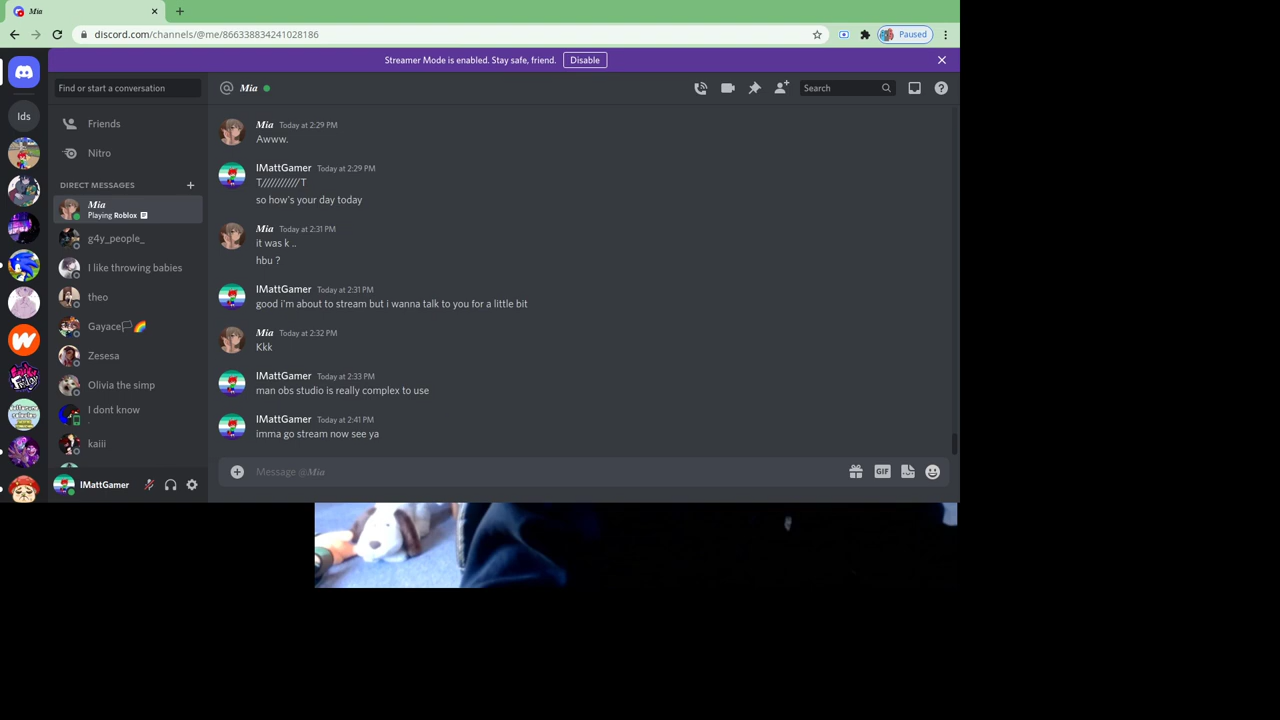 Mia
discord.com/channels/@me/866338834241028186
Paused
Streamer Mode is enabled. Stay safe, friend.
Disable
Find or start a conversation
Mia
Search
Ids
Friends
Nitro
DIRECT MESSAGES
Mia
Playing Roblox
g4y_people_
I like throwing babies
theo
Gayace🏳️🌈
Zesesa
Olivia the simp
I dont know
.
kaiii
IMattGamer
Mia Today at 2:29 PM
Awww.
IMattGamer Today at 2:29 PM
T///////////T
so how's your day today
Mia Today at 2:31 PM
it was k ..
hbu ?
IMattGamer Today at 2:31 PM
good i'm about to stream but i wanna talk to you for a little bit
Mia Today at 2:32 PM
Kkk
IMattGamer Today at 2:33 PM
man obs studio is really complex to use
IMattGamer Today at 2:41 PM
imma go stream now see ya
Message @Mia
GIF